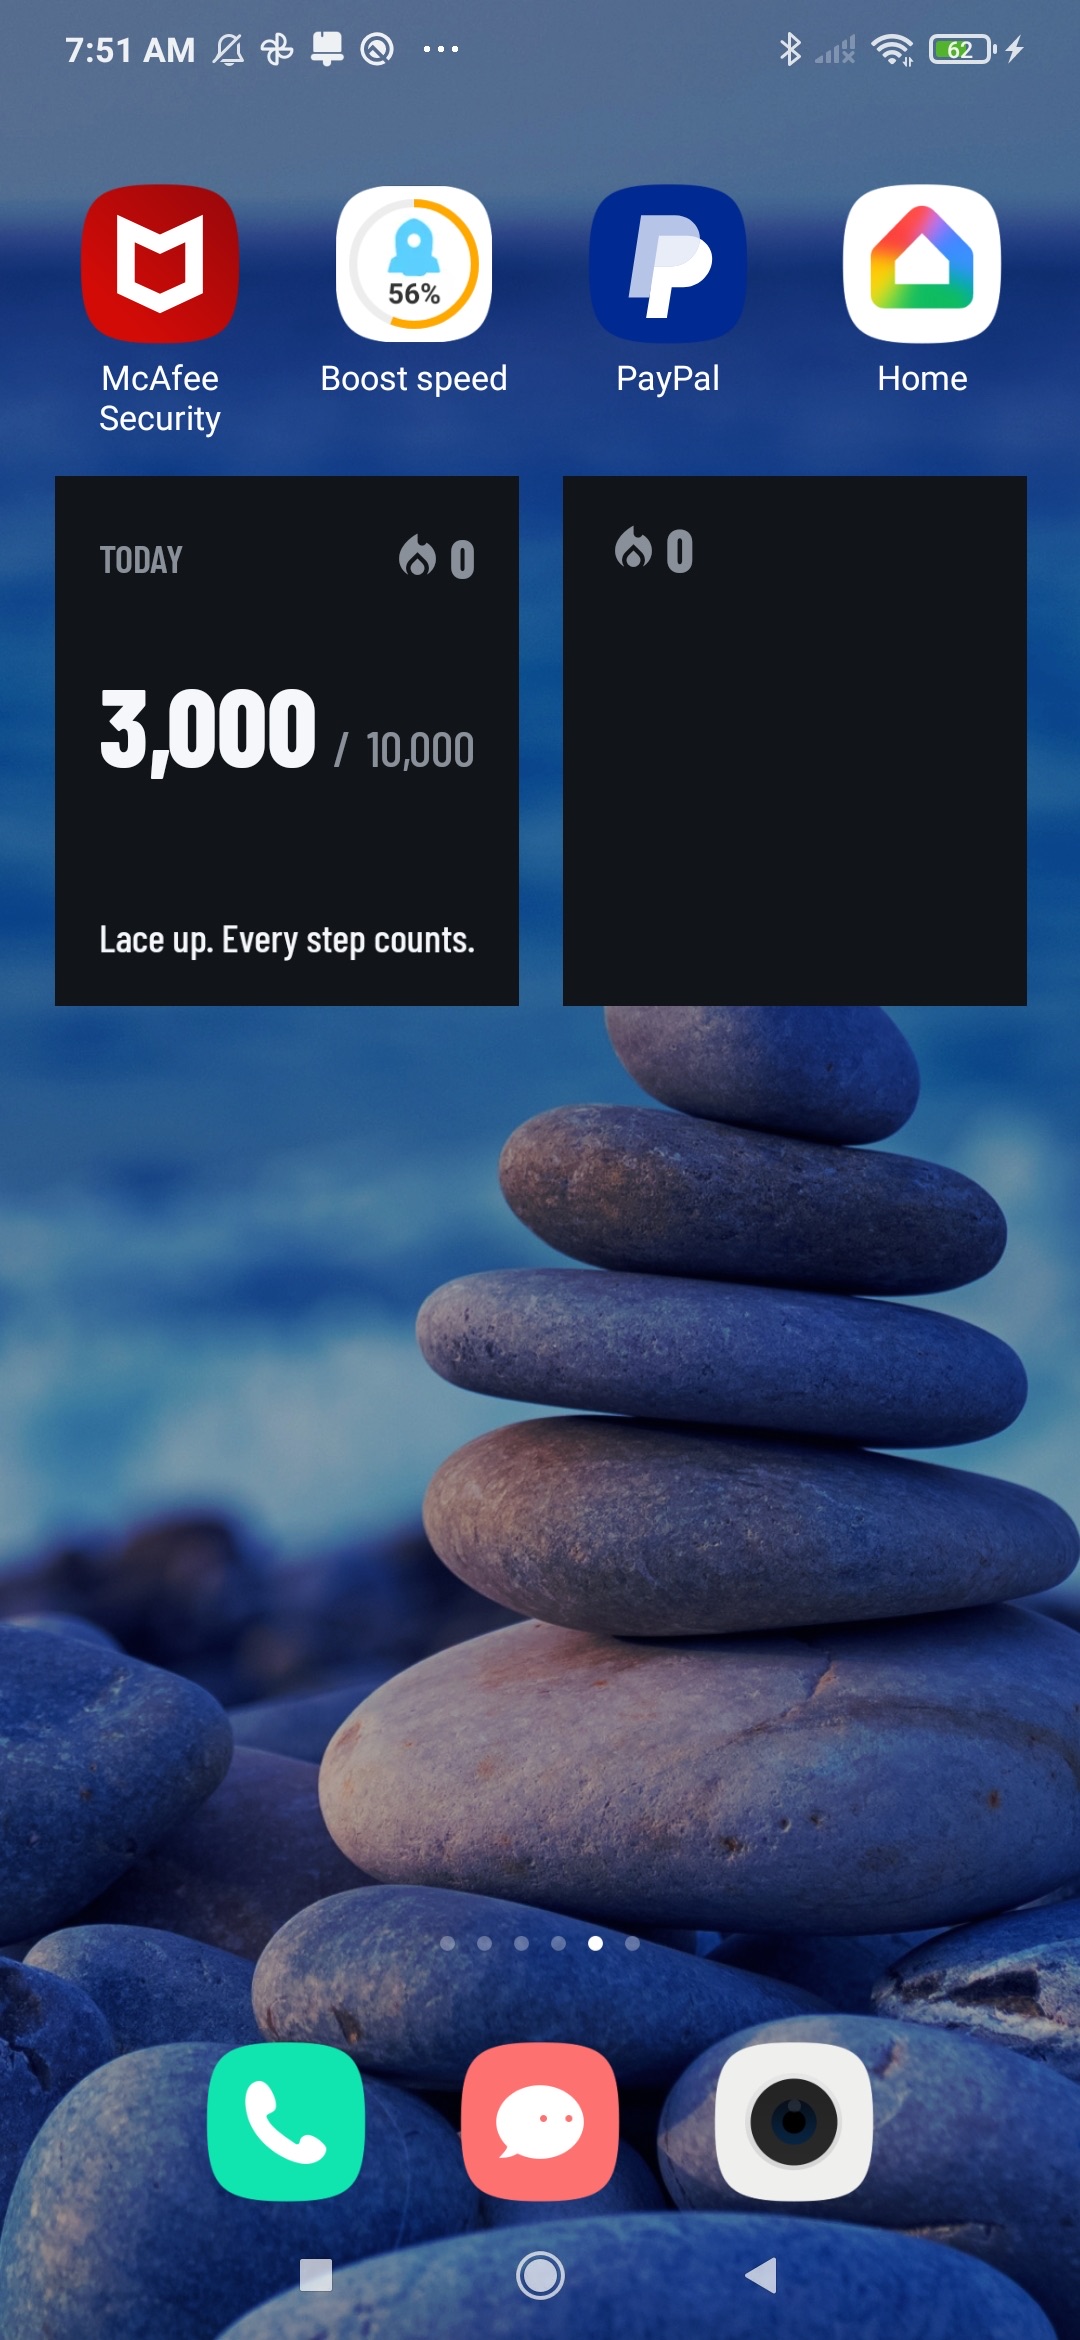 7:51 AM
62
56%
McAfee
Security
Boost speed
PayPal
Home
TODAY
0
0
3,000 / 10,000
Lace up. Every step counts.